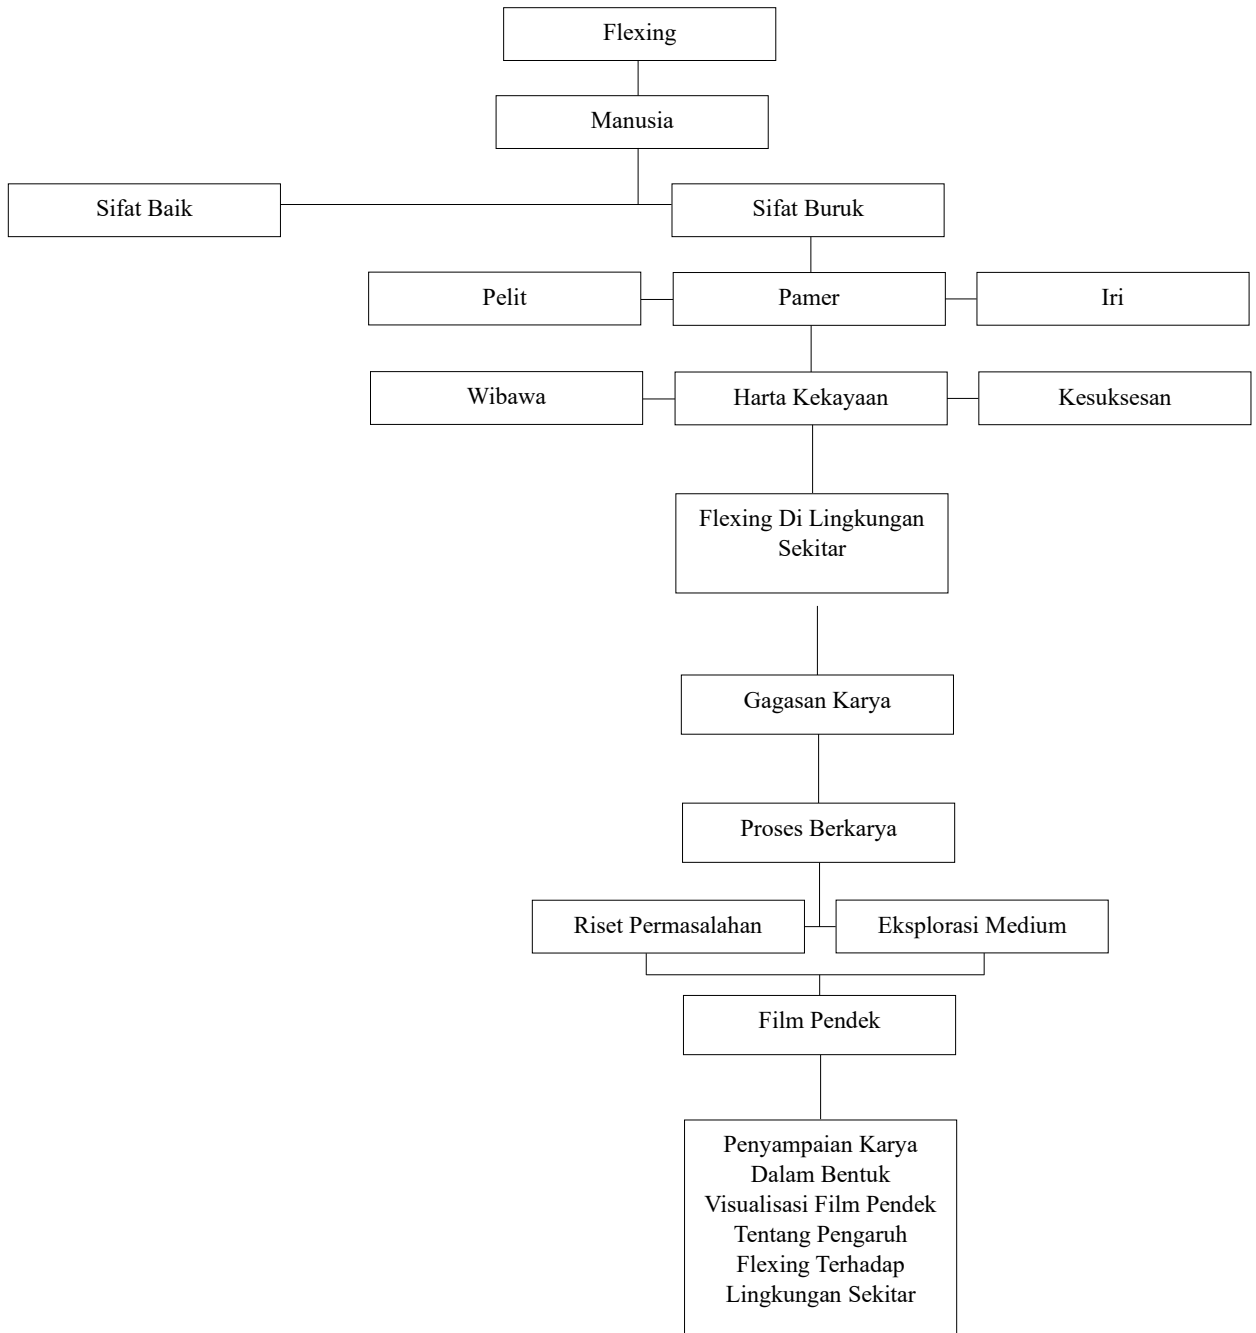 Flexing
Manusia
Sifat Baik
Sifat Buruk
Pelit
Pamer
Iri
Wibawa
Harta Kekayaan
Kesuksesan
Flexing Di Lingkungan
Sekitar
Gagasan Karya
Proses Berkarya
Riset Permasalahan
Eksplorasi Medium
Film Pendek
Penyampaian Karya
Dalam Bentuk
Visualisasi Film Pendek
Tentang Pengaruh
Flexing Terhadap
Lingkungan Sekitar